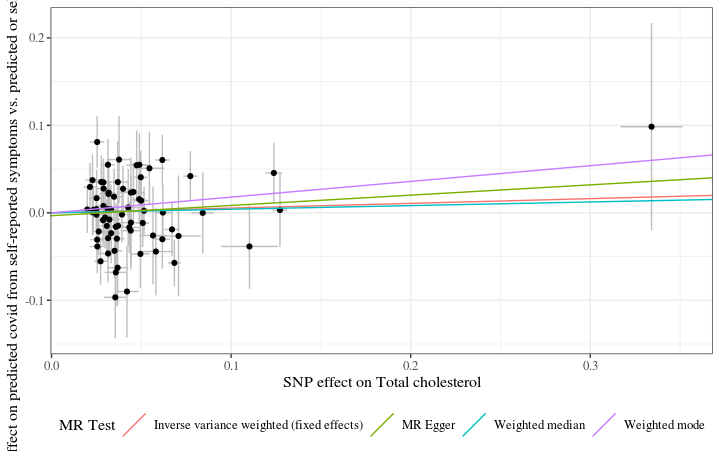 ffect on predicted covid from self-reported symptoms vs. predicted or se
0.2
0.1
0.0
-0.1
0.0 0.1 0.2 0.3
SNP effect on Total cholesterol
MR Test Inverse variance weighted (fixed effects) MR Egger Weighted median Weighted mode